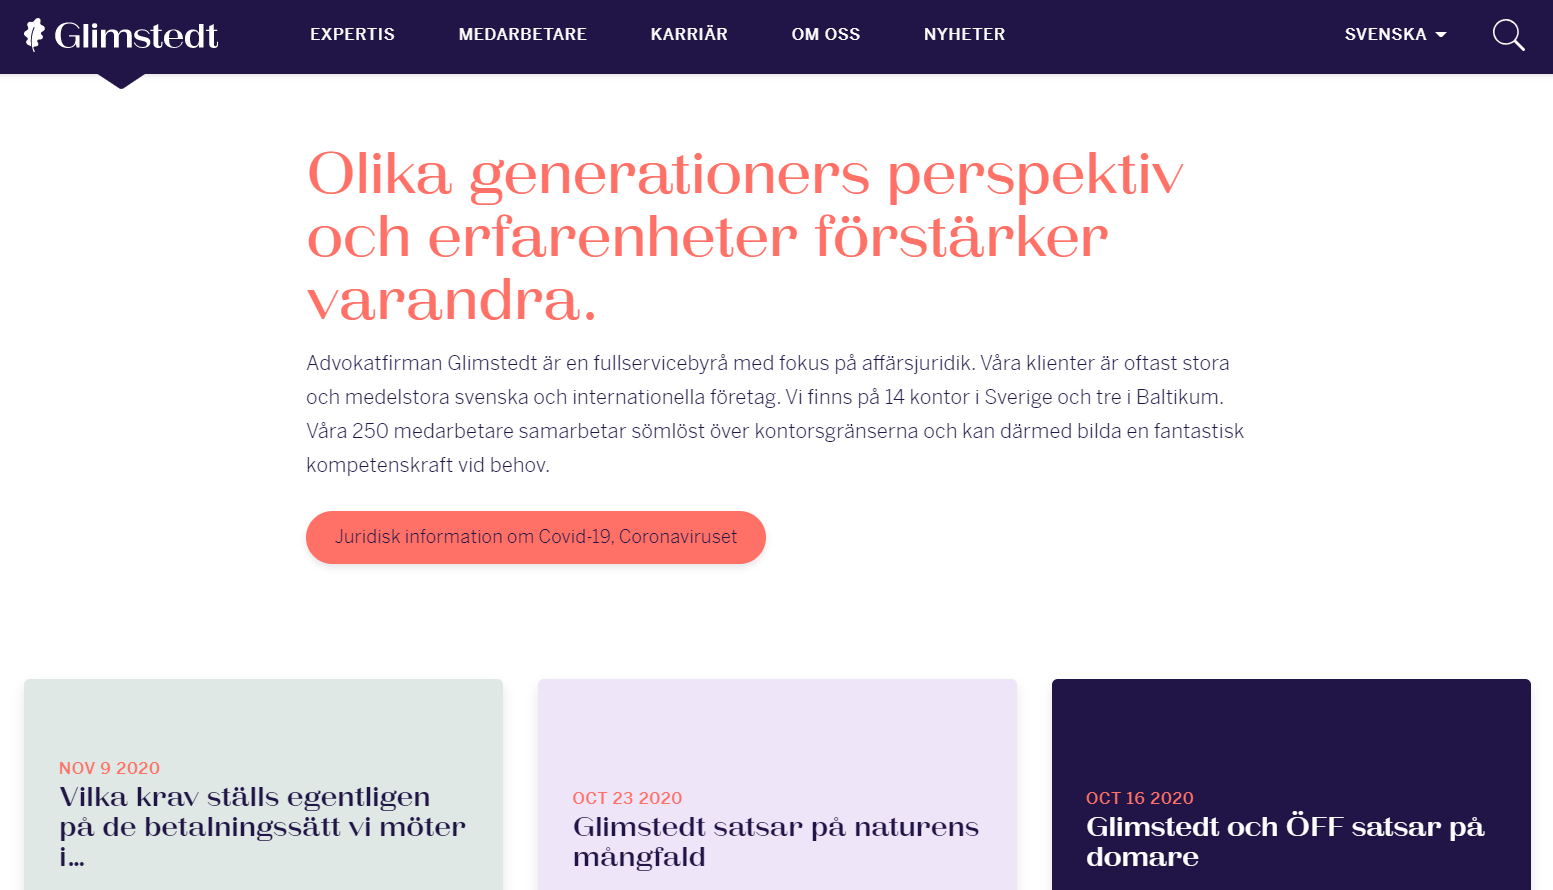 Glimstedt
EXPERTIS
MEDARBETARE
KARRIÄR
OM OSS
NYHETER
SVENSKA
Olika generationers perspektiv
och erfarenheter förstärker
varandra.
Advokatfirman Glimstedt är en fullservicebyrå med fokus på affärsjuridik. Våra klienter är oftast stora
och medelstora svenska och internationella företag. Vi finns på 14 kontor i Sverige och tre i Baltikum.
Våra 250 medarbetare samarbetar sömlöst över kontorsgränserna och kan därmed bilda en fantastisk
kompetenskraft vid behov.
Juridisk information om Covid-19, Coronaviruset
NOV 9 2020
Vilka krav ställs egentligen
på de betalningssätt vi möter
i...
OCT 23 2020
Glimstedt satsar på naturens
mångfald
OCT 16 2020
Glimstedt och ÖFF satsar på
domare